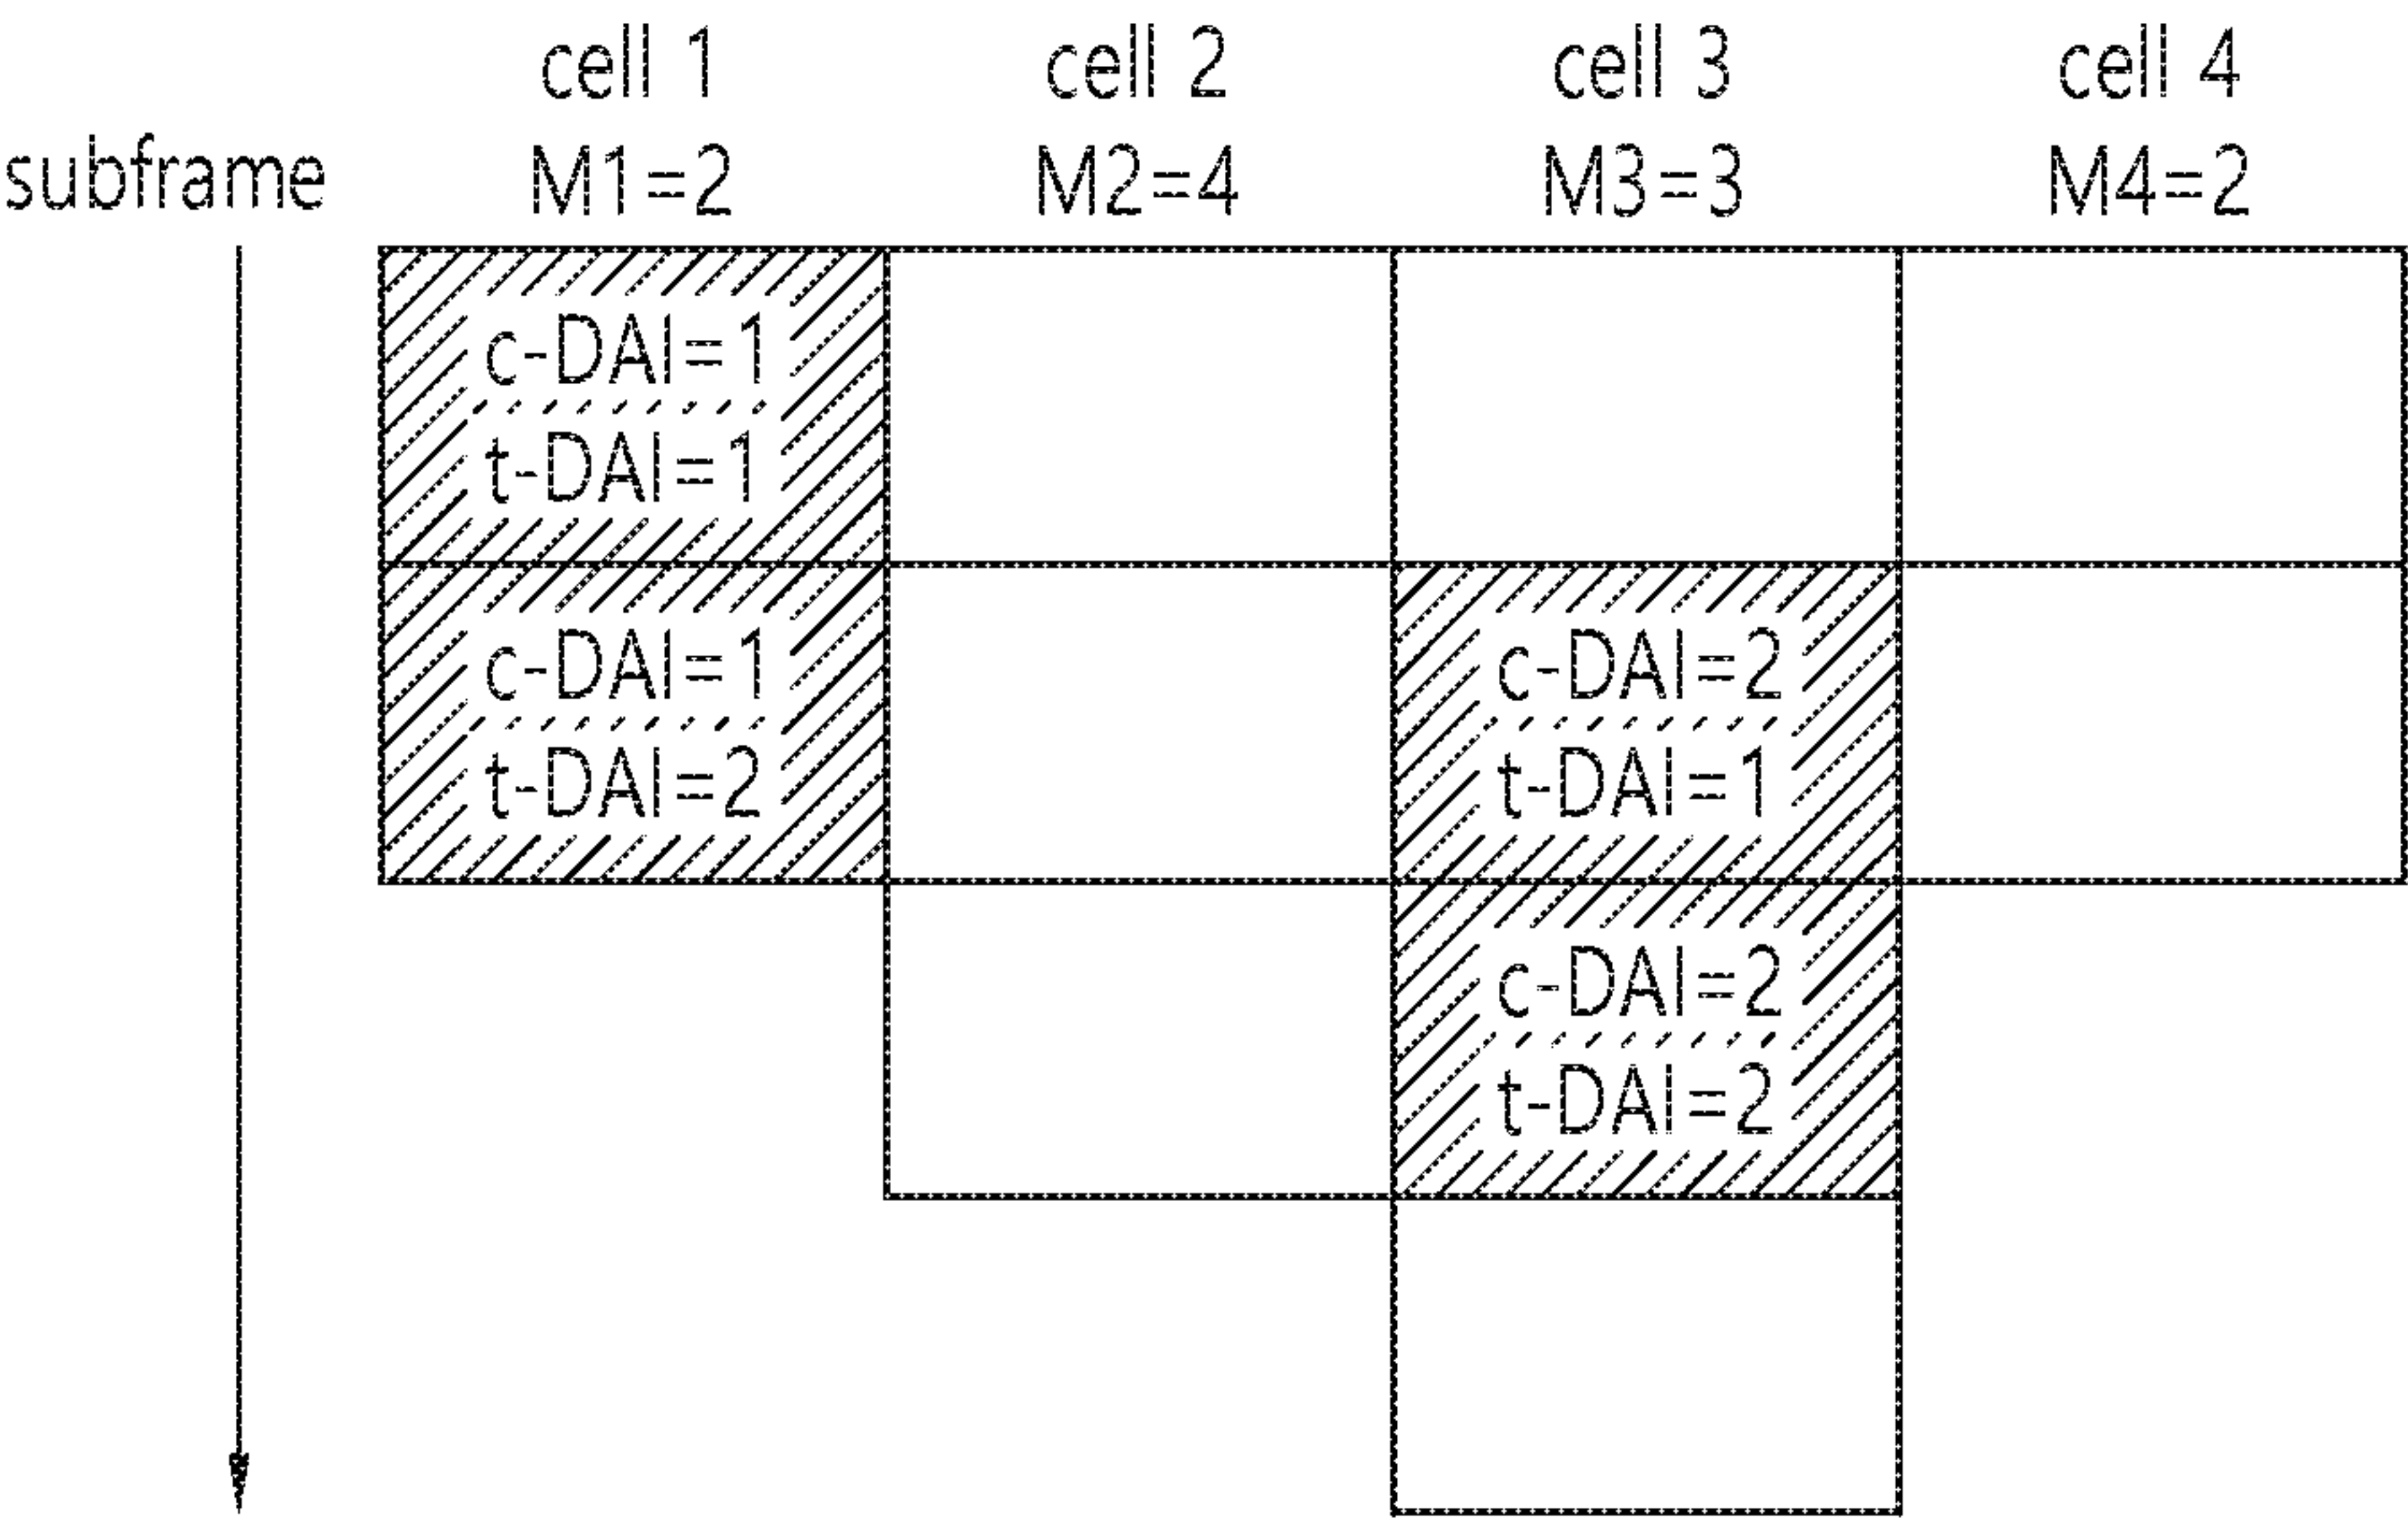 cell 1 cell 2 cell 3 cell 4
subframe M1=2 M2=4 M3=3 M4=2
c-DAI=1
t-DAI=1
c-DAI=1 c-DAI=2
t-DAI=2 t-DAI=1
c-DAI=2
t-DAI=2